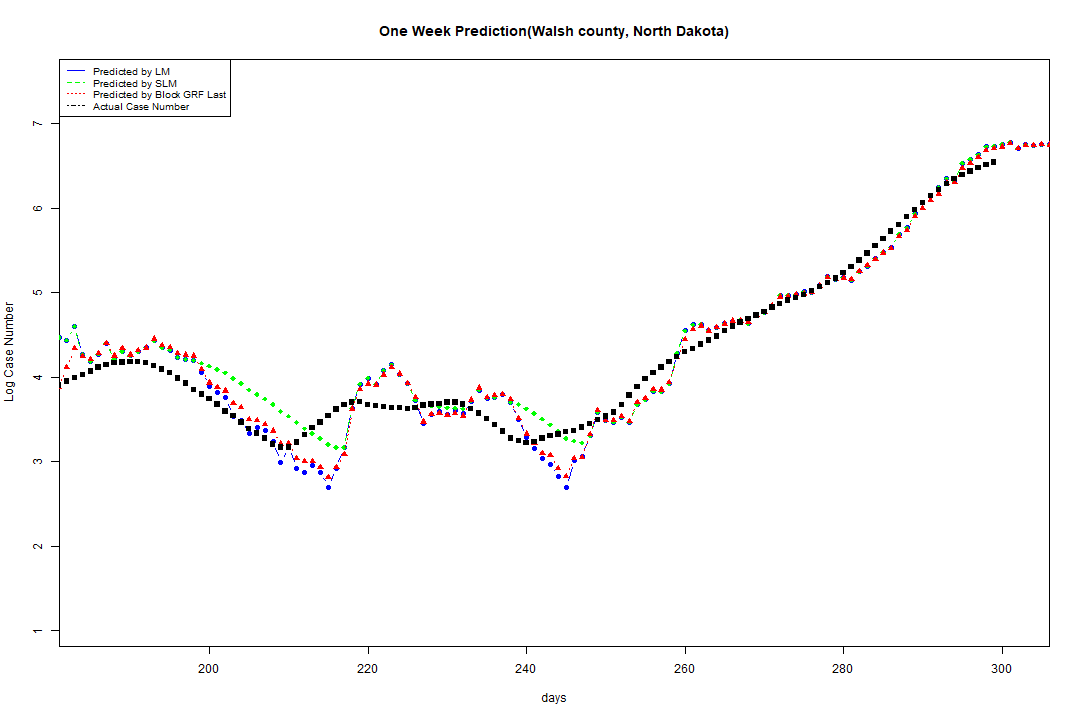 One Week Prediction(Walsh county, North Dakota)
Predicted by LM
Predicted by SLM
Predicted by Block GRF Last
Actual Case Number
7
6
5
4
3
2
1
Log Case Number
200 220 240 260 280 300
days